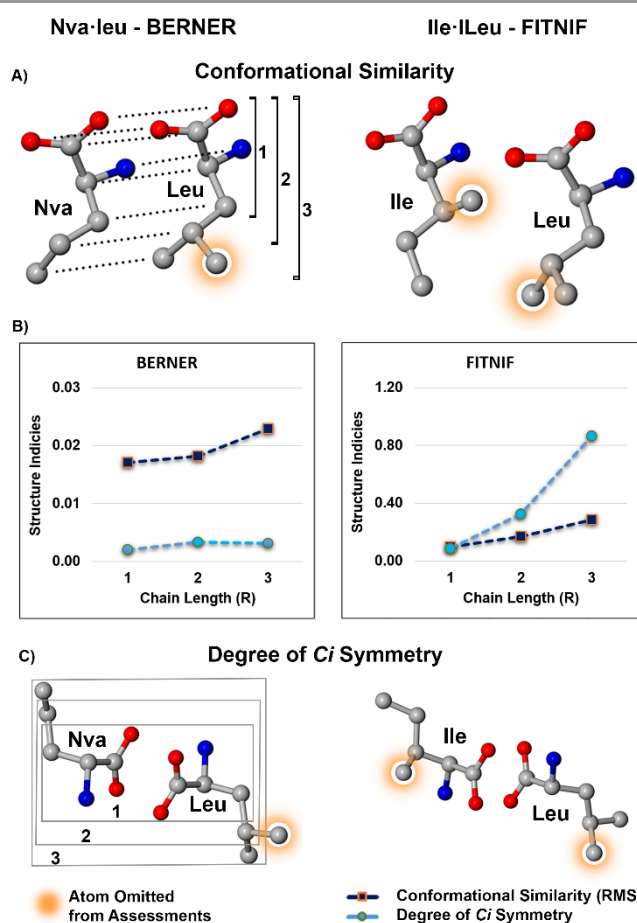 Nva·leu - BERNER
Ile·ILeu - FITNIF
A)
Conformational Similarity
Nva
Leu
1
2
3
Ile
Leu
B)
BERNER
Structure Indicies
0.03
0.02
0.01
0.00
1 2 3
Chain Length (R)
FITNIF
Structure Indicies
1.20
0.80
0.40
0.00
1 2 3
Chain Length (R)
C)
Degree of Ci Symmetry
Nva
Leu
1
2
3
Ile
Leu
Atom Omitted
from Assessments
Conformational Similarity (RMS
Degree of Ci Symmetry